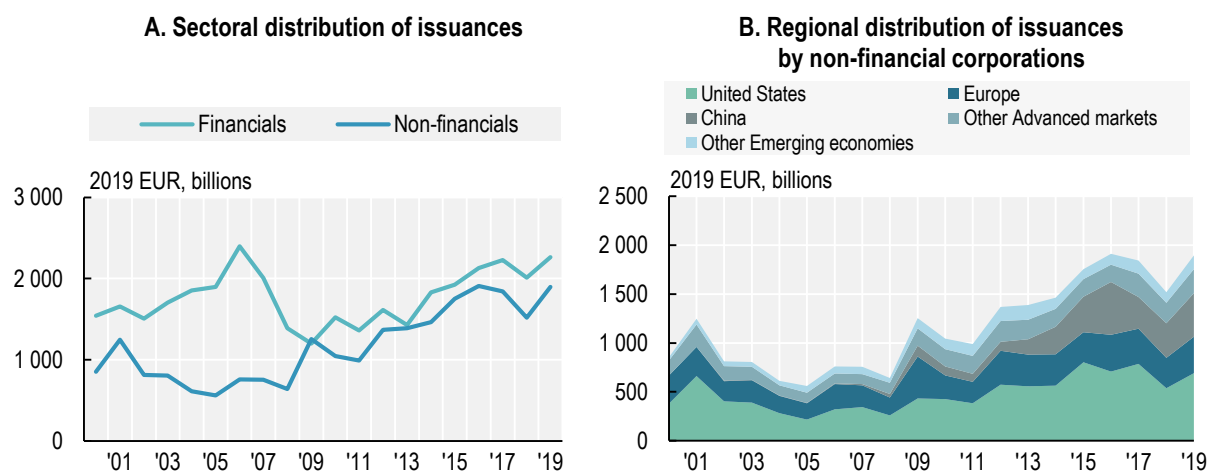 A. Sectoral distribution of issuances
Financials
Non-financials
2019 EUR, billions
3 000
2 000
1 000
0
'01
'03
'05
'07
'09
'11
'13
'15
'17
'19
B. Regional distribution of issuances
by non-financial corporations
United States
Europe
China
Other Advanced markets
Other Emerging economies
2019 EUR, billions
2 500
2 000
1 500
1 000
500
0
'01
'03
'05
'07
'09
'11
'13
'15
'17
'19